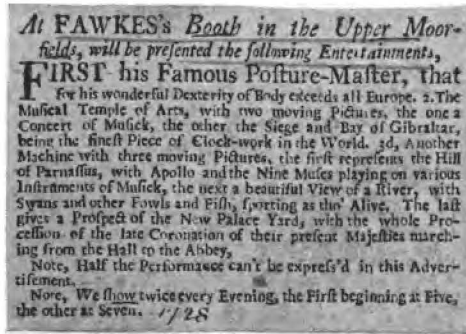 At FAWKES's Booth in the Upper Moor-
fields, will be preſented the following Entertainments,
FIRST his Famous Poſture-Maſter, that
for his wonderful Dexterity of Body exceeds all Europe. 2. The
Muſical Temple of Arts, with two moving Pictures, the one a
Concert of Muſick, the other the Siege and Bay of Gibraltar,
being the fineſt Piece of Clock-work in the World. 3d, Another
Machine with three moving Pictures, the firſt repreſents the Hill
of Parnaſſus, with Apollo and the Nine Muſes playing on various
Inſtruments of Muſick, the next a beautiful View of a River, with
Swans and other Fowls and Fiſh, ſporting as tho' Alive. The laſt
gives a Proſpect of the New Palace Yard, with the whole Pro-
ceſſion of the late Coronation of their preſent Majeſties march-
ing from the Hall to the Abbey,
Note, Half the Performance can't be expreſs'd in this Adver-
tiſement.
Note, We ſhow twice every Evening, the Firſt beginning at Five,
the other at Seven. 1728